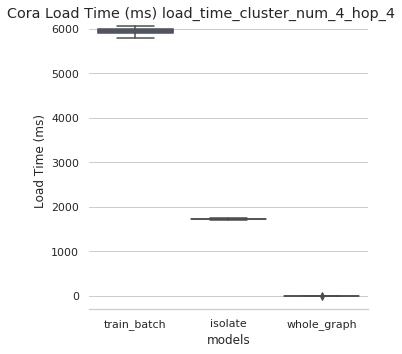 Cora Load Time (ms) load_time_cluster_num_4_hop_4
6000
5000
4000
3000
2000
1000
0
Load Time (ms)
train_batch isolate whole_graph
models